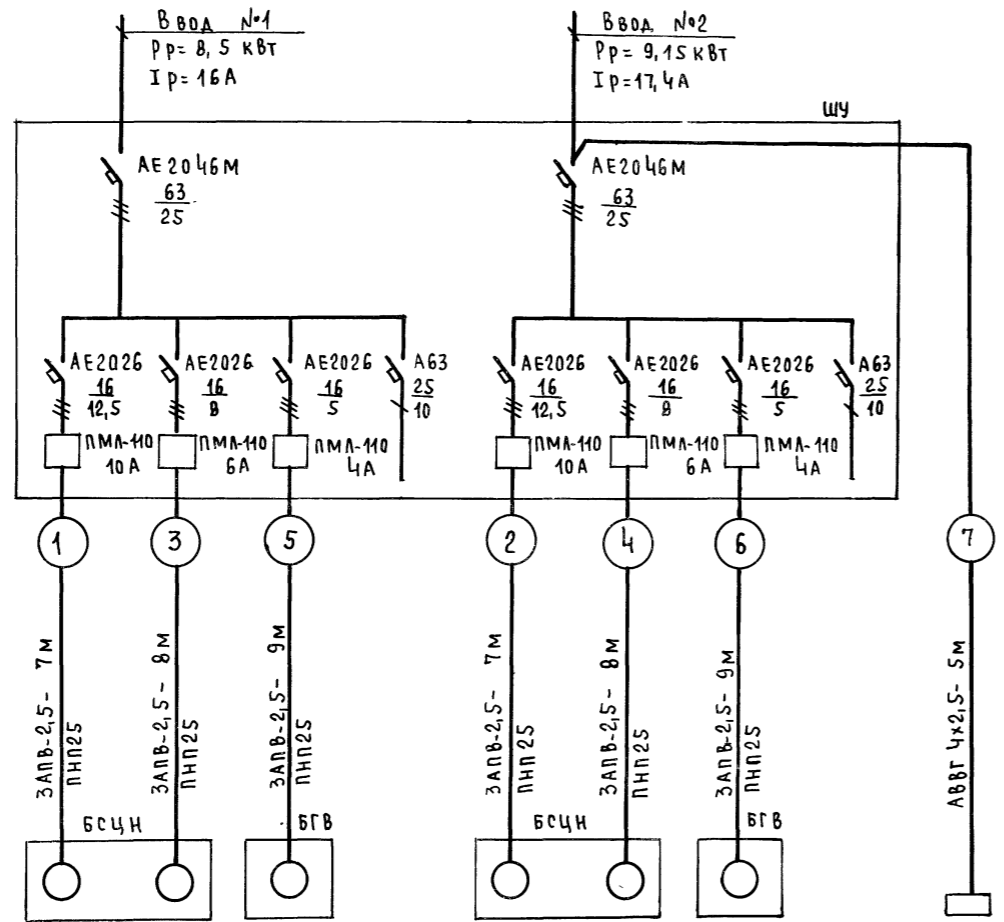 Ввод №1
Рр= 8,5 кВт
Iр= 16А
Ввод №2
Рр= 9,15 кВт
Iр= 17,4А
ШУ
АЕ2046М
63
25
АЕ2046М
63
25
АЕ2026
16
12,5
АЕ2026
16
8
АЕ2026
16
5
А63
25
10
АЕ2026
16
12,5
АЕ2026
16
8
АЕ2026
16
5
А63
25
10
ПМЛ-110
10А
ПМЛ-110
6А
ПМЛ-110
4А
ПМЛ-110
10А
ПМЛ-110
6А
ПМЛ-110
4А
1
3
5
2
4
6
7
3АПВ-2,5- 7м
ПНП25
3АПВ-2,5- 8м
ПНП25
3АПВ-2,5- 9м
ПНП25
3АПВ-2,5- 7м
ПНП25
3АПВ-2,5- 8м
ПНП25
3АПВ-2,5- 9м
ПНП25
АВВГ 4х2,5- 5м
БСЦН
БГВ
БСЦН
БГВ